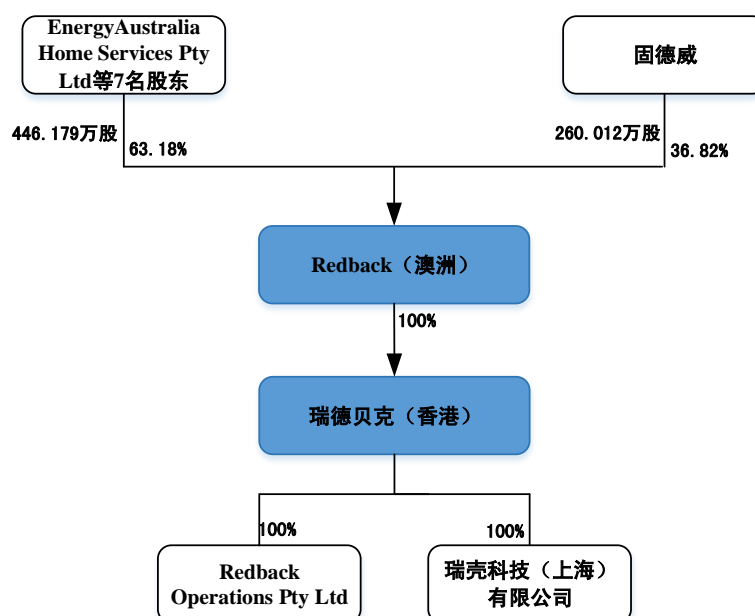 EnergyAustralia
Home Services Pty
Ltd等7名股东
固德威
446.179万股
63.18%
260.012万股
36.82%
Redback（澳洲）
100%
瑞德贝克（香港）
100%
100%
Redback
Operations Pty Ltd
瑞壳科技（上海）
有限公司